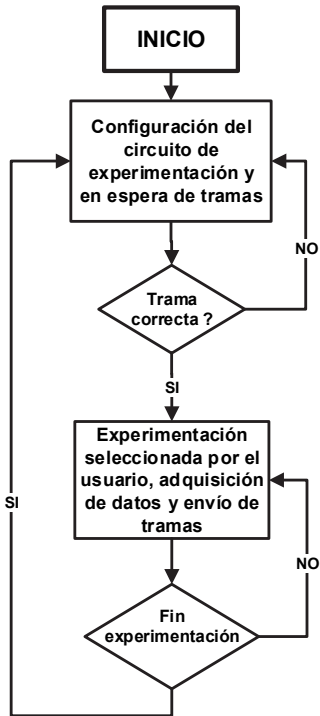 INICIO
Configuración del
circuito de
experimentación y
en espera de tramas
NO
Trama
correcta ?
SI
Experimentación
seleccionada por el
usuario, adquisición
de datos y envío de
tramas
SI
NO
Fin
experimentación